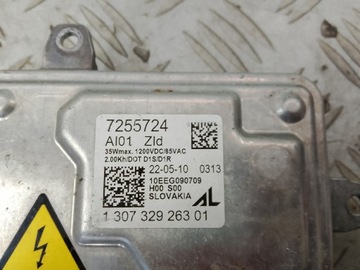 7255724
AI01 Zld
35Wmax. 1200VDC/85VAC
2.00Kh/DOT D1S/D1R
22-05-10 0313
10EEG090709
H00 S00
SLOVAKIA
AL
1 307 329 263 01